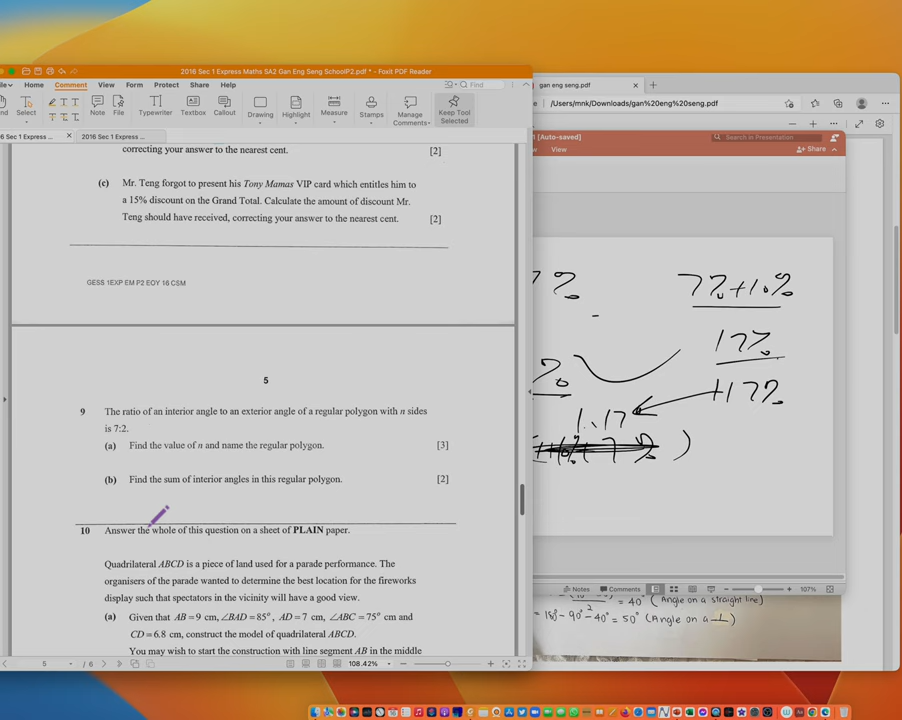 2016 Sec 1 Express Maths SA2 Gan Eng Seng SchoolP2.pdf * - Foxit PDF Reader
Home Comment View Form Protect Share Help Find
Select Note File Typewriter Textbox Callout Drawing Highlight Measure Stamps Manage Comments Keep Tool Selected
6 Sec 1 Express... × 2016 Sec 1 Express Ma...
correcting your answer to the nearest cent. [2]
(c) Mr. Teng forgot to present his Tony Mamas VIP card which entitles him to
a 15% discount on the Grand Total. Calculate the amount of discount Mr.
Teng should have received, correcting your answer to the nearest cent. [2]
GESS 1EXP EM P2 EOY 16 CSM
5
9 The ratio of an interior angle to an exterior angle of a regular polygon with n sides
is 7:2.
(a) Find the value of n and name the regular polygon. [3]
(b) Find the sum of interior angles in this regular polygon. [2]
10 Answer the whole of this question on a sheet of PLAIN paper.
Quadrilateral ABCD is a piece of land used for a parade performance. The
organisers of the parade wanted to determine the best location for the fireworks
display such that spectators in the vicinity will have a good view.
(a) Given that AB = 9 cm, ∠BAD = 85°, AD = 7 cm, ∠ABC = 75° cm and
CD = 6.8 cm, construct the model of quadrilateral ABCD.
You may wish to start the construction with line segment AB in the middle
5 / 6 108.42%
gan eng seng.pdf
/Users/mnk/Downloads/gan%20eng%20seng.pdf
1 [Auto-saved] Search in Presentation
View Share
7%+10%
17%
117%
1.17
Notes Comments 107%
= 40° (Angle on a straight line)
= 180° - 90° - 40° = 50° (Angle on a